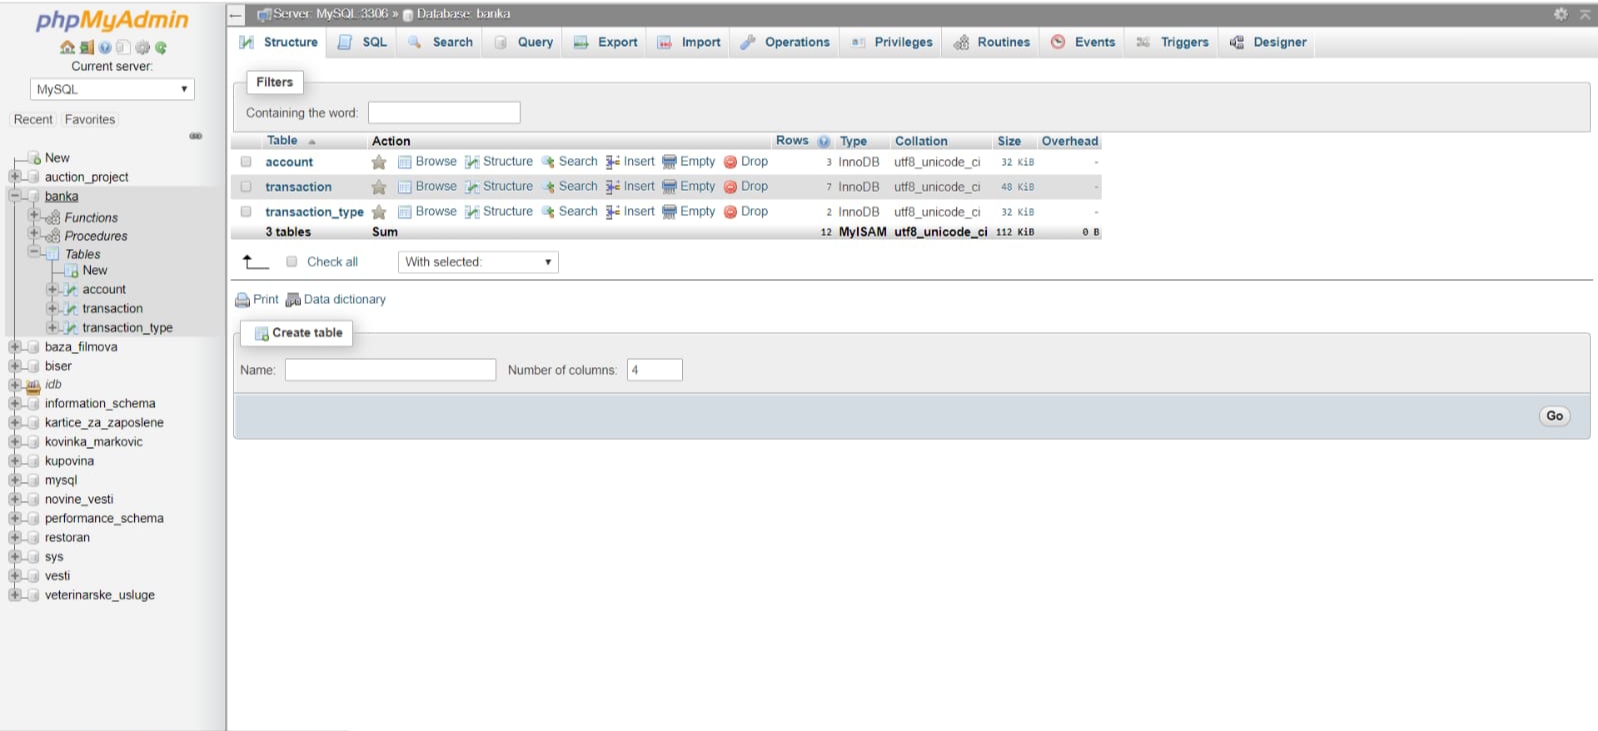 phpMyAdmin
Current server:
MySQL
Recent Favorites
New
auction_project
banka
Functions
Procedures
Tables
New
account
transaction
transaction_type
baza_filmova
biser
idb
information_schema
kartice_za_zaposlene
kovinka_markovic
kupovina
mysql
novine_vesti
performance_schema
restoran
sys
vesti
veterinarske_usluge
Server: MySQL:3306 » Database: banka
Structure SQL Search Query Export Import Operations Privileges Routines Events Triggers Designer
Filters
Containing the word:
Table Action Rows Type Collation Size Overhead
account Browse Structure Search Insert Empty Drop 3 InnoDB utf8_unicode_ci 32 KiB -
transaction Browse Structure Search Insert Empty Drop 7 InnoDB utf8_unicode_ci 48 KiB -
transaction_type Browse Structure Search Insert Empty Drop 2 InnoDB utf8_unicode_ci 32 KiB -
3 tables Sum 12 MyISAM utf8_unicode_ci 112 KiB 0 B
Check all With selected:
Print Data dictionary
Create table
Name: Number of columns: 4
Go